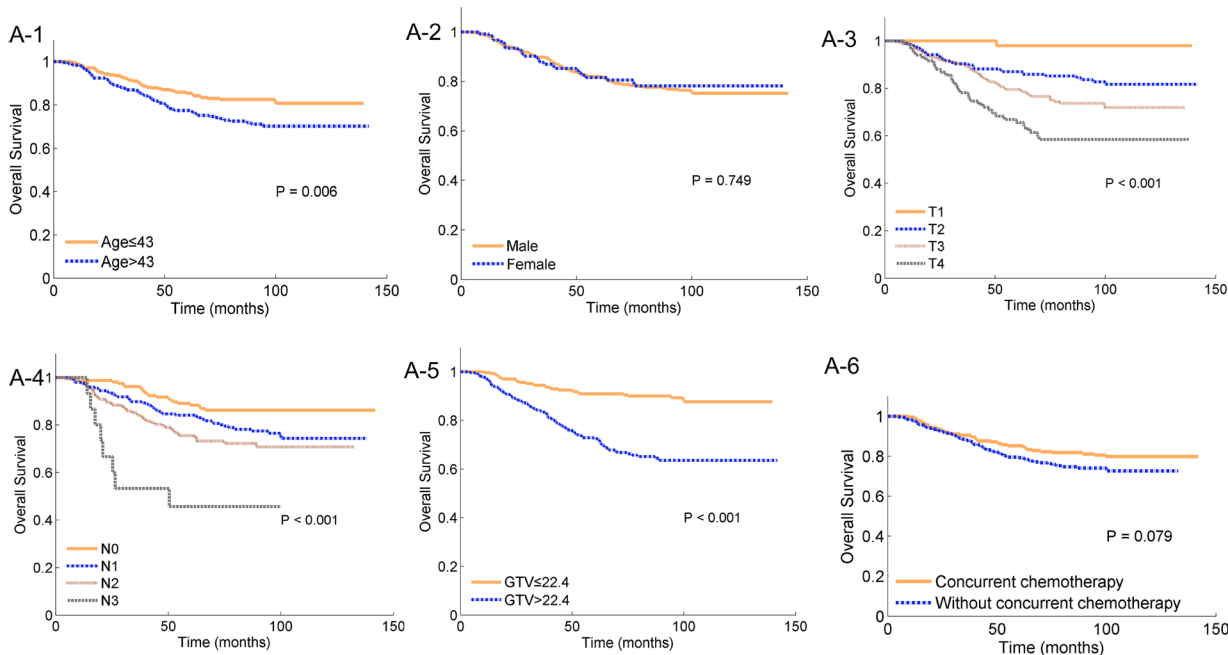 A-1
Overall Survival
1
0.8
0.6
0.4
0.2
0
P = 0.006
Age≤43
Age>43
0
50
100
150
Time (months)
A-2
Overall Survival
1
0.8
0.6
0.4
0.2
0
P = 0.749
Male
Female
0
50
100
150
Time (months)
A-3
Overall Survival
1
0.8
0.6
0.4
0.2
0
P < 0.001
T1
T2
T3
T4
0
50
100
150
Time (months)
A-4
Overall Survival
1
0.8
0.6
0.4
0.2
0
P < 0.001
N0
N1
N2
N3
0
50
100
150
Time (months)
A-5
Overall Survival
1
0.8
0.6
0.4
0.2
0
P < 0.001
GTV≤22.4
GTV>22.4
0
50
100
150
Time (months)
A-6
Overall Survival
1
0.8
0.6
0.4
0.2
0
P = 0.079
Concurrent chemotherapy
Without concurrent chemotherapy
0
50
100
150
Time (months)